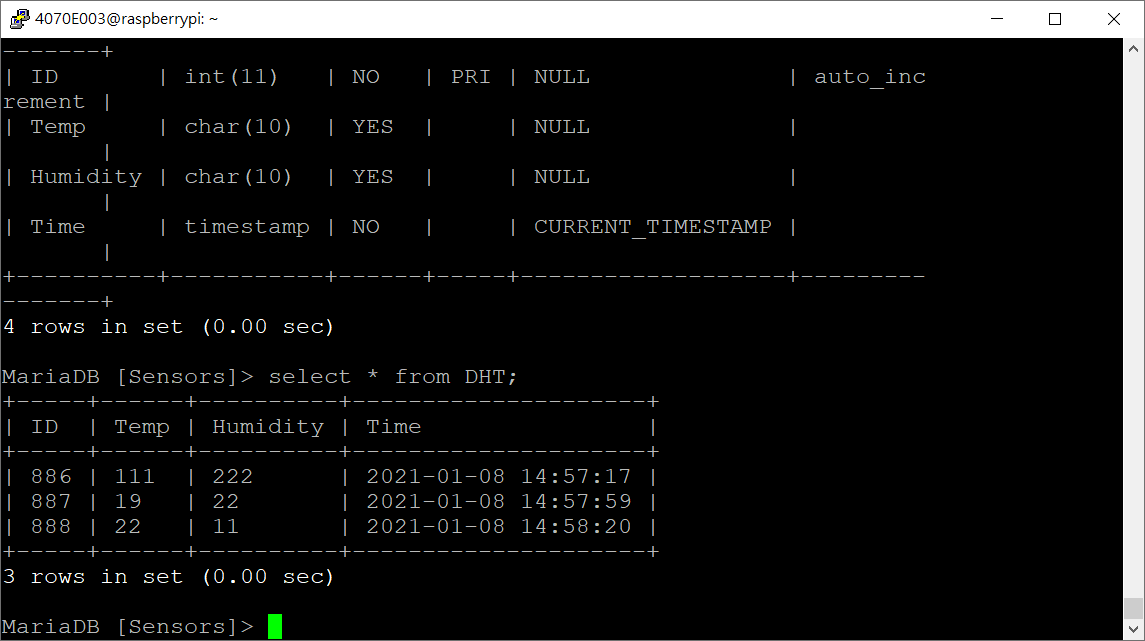 4070E003@raspberrypi: ~
-------+
| ID       | int(11)   | NO   | PRI | NULL              | auto_inc
rement |
| Temp     | char(10)  | YES  |     | NULL              |
       |
| Humidity | char(10)  | YES  |     | NULL              |
       |
| Time     | timestamp | NO   |     | CURRENT_TIMESTAMP |
       |
+----------+-----------+------+-----+-------------------+---------
-------+
4 rows in set (0.00 sec)

MariaDB [Sensors]> select * from DHT;
+-----+------+----------+---------------------+
| ID  | Temp | Humidity | Time                |
+-----+------+----------+---------------------+
| 886 | 111  | 222      | 2021-01-08 14:57:17 |
| 887 | 19   | 22       | 2021-01-08 14:57:59 |
| 888 | 22   | 11       | 2021-01-08 14:58:20 |
+-----+------+----------+---------------------+
3 rows in set (0.00 sec)

MariaDB [Sensors]>